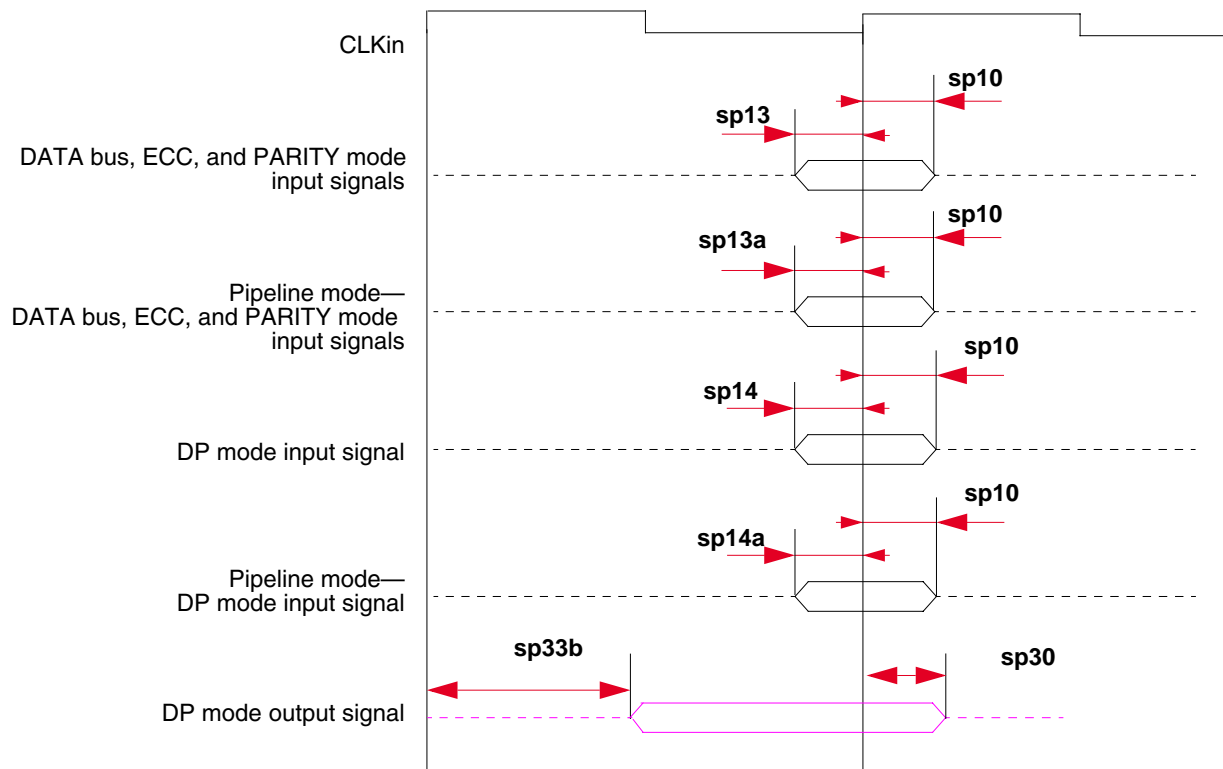 CLKin
sp10
sp13
DATA bus, ECC, and PARITY mode
input signals
sp10
sp13a
Pipeline mode—
DATA bus, ECC, and PARITY mode
input signals
sp10
sp14
DP mode input signal
sp10
sp14a
Pipeline mode—
DP mode input signal
sp33b
sp30
DP mode output signal